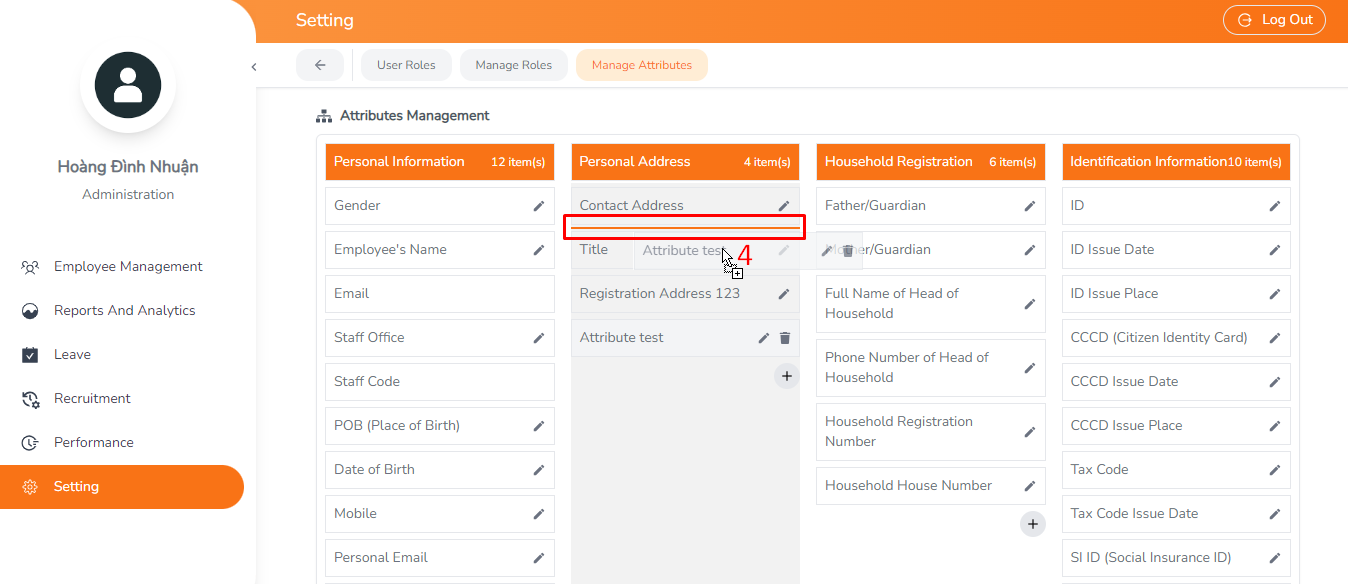 Setting
Log Out
User Roles
Manage Roles
Manage Attributes
Hoàng Đình Nhuận
Administration
Employee Management
Reports And Analytics
Leave
Recruitment
Performance
Setting
Attributes Management
Personal Information 12 item(s)
Gender
Employee's Name
Email
Staff Office
Staff Code
POB (Place of Birth)
Date of Birth
Mobile
Personal Email
Personal Address 4 item(s)
Contact Address
Title
Attribute test
4
Registration Address 123
Attribute test
Household Registration 6 item(s)
Father/Guardian
Mother/Guardian
Full Name of Head of
Household
Phone Number of Head of
Household
Household Registration
Number
Household House Number
Identification Information 10 item(s)
ID
ID Issue Date
ID Issue Place
CCCD (Citizen Identity Card)
CCCD Issue Date
CCCD Issue Place
Tax Code
Tax Code Issue Date
SI ID (Social Insurance ID)